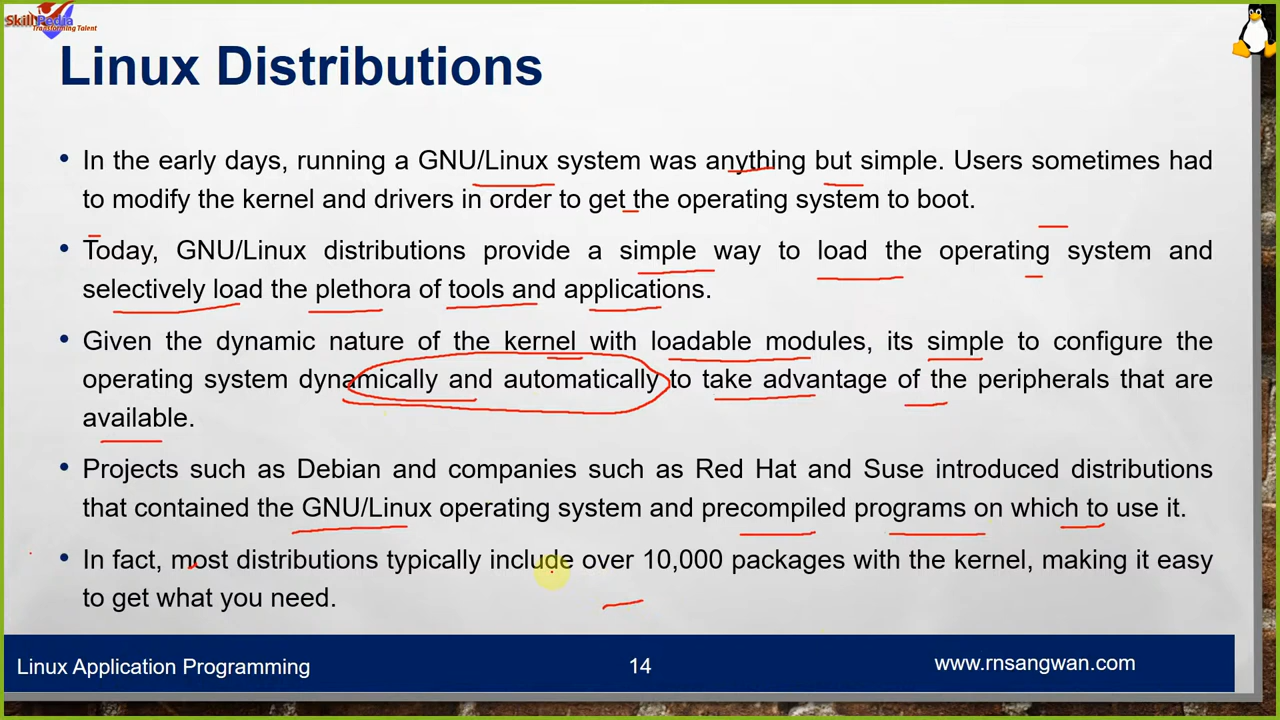 SkillPedia
Transforming Talent
Linux Distributions
• In the early days, running a GNU/Linux system was anything but simple. Users sometimes had
to modify the kernel and drivers in order to get the operating system to boot.
• Today, GNU/Linux distributions provide a simple way to load the operating system and
selectively load the plethora of tools and applications.
• Given the dynamic nature of the kernel with loadable modules, its simple to configure the
operating system dynamically and automatically to take advantage of the peripherals that are
available.
• Projects such as Debian and companies such as Red Hat and Suse introduced distributions
that contained the GNU/Linux operating system and precompiled programs on which to use it.
• In fact, most distributions typically include over 10,000 packages with the kernel, making it easy
to get what you need.
Linux Application Programming 14 www.rnsangwan.com